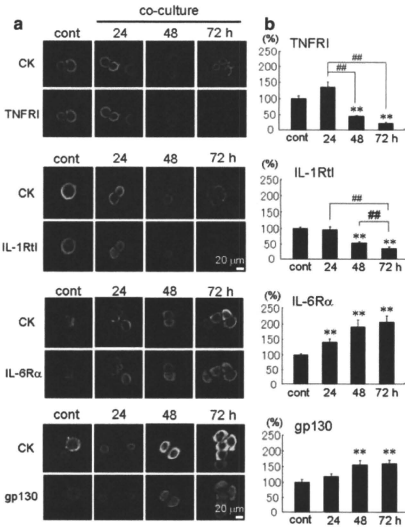 a
co-culture
cont 24 48 72 h
CK
TNFRI
cont 24 48 72 h
CK
IL-1RtI
20 μm
cont 24 48 72 h
CK
IL-6Rα
cont 24 48 72 h
CK
gp130
20 μm
b
(%) TNFRI
250
200
150
100
50
0
##
##
** **
cont 24 48 72 h
(%)
IL-1RtI
250
200
150
100
50
0
##
##
** **
cont 24 48 72 h
(%)
IL-6Rα
250
200
150
100
50
0
** ** **
cont 24 48 72 h
(%)
gp130
250
200
150
100
50
0
** **
cont 24 48 72 h